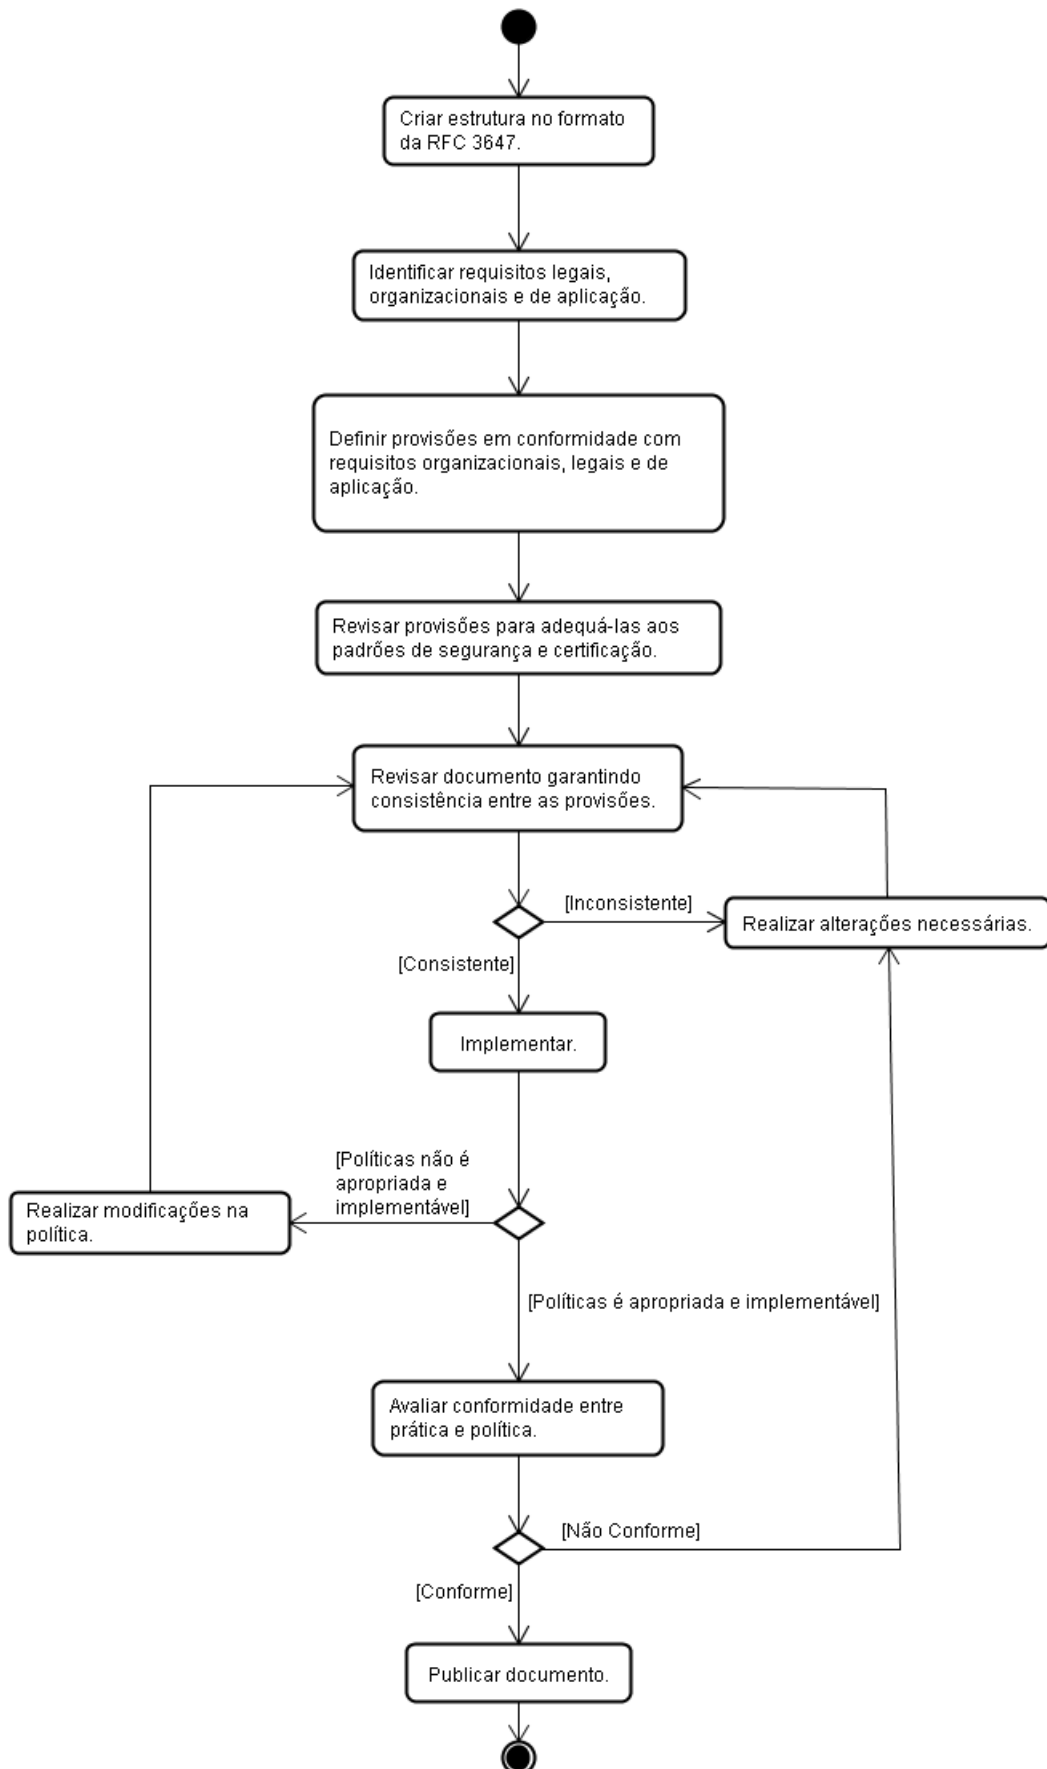 Criar estrutura no formato
da RFC 3647.
Identificar requisitos legais,
organizacionais e de aplicação.
Definir provisões em conformidade com
requisitos organizacionais, legais e de
aplicação.
Revisar provisões para adequá-las aos
padrões de segurança e certificação.
Revisar documento garantindo
consistência entre as provisões.
[Inconsistente]
Realizar alterações necessárias.
[Consistente]
Implementar.
[Políticas não é
apropriada e
implementável]
Realizar modificações na
política.
[Políticas é apropriada e implementável]
Avaliar conformidade entre
prática e política.
[Não Conforme]
[Conforme]
Publicar documento.